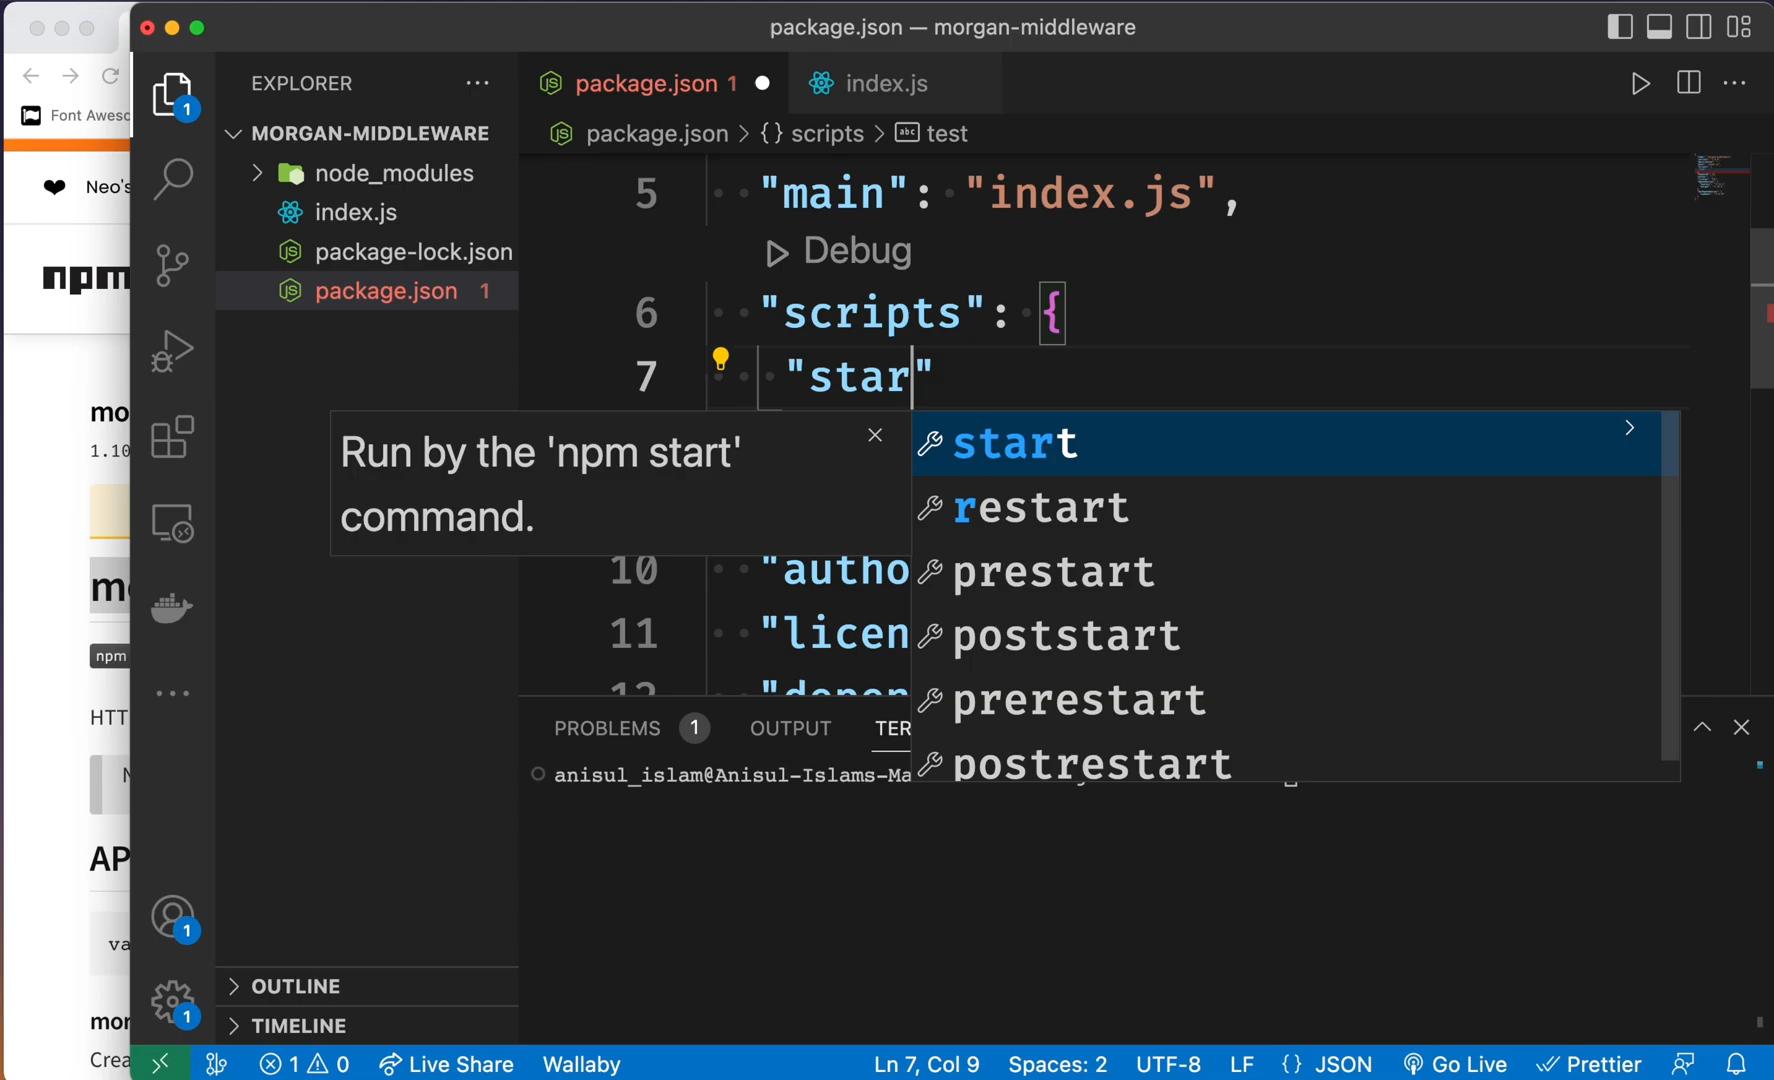 package.json — morgan-middleware
Font Awes
Neo's
npm
mo
1.10
npm
HTT
N
AP
va
mor
Crea
1
1
1
EXPLORER
MORGAN-MIDDLEWARE
node_modules
index.js
package-lock.json
package.json 1
OUTLINE
TIMELINE
package.json 1
index.js
package.json > {} scripts > abc test
5 "main": "index.js",
Debug
6 "scripts": {
7 "star"
Run by the 'npm start'
command.
start
restart
prestart
poststart
prerestart
postrestart
10 "autho
11 "licen
12 "depen
PROBLEMS 1 OUTPUT TER
anisul_islam@Anisul-Islams-Ma
1 0 Live Share Wallaby Ln 7, Col 9 Spaces: 2 UTF-8 LF {} JSON Go Live Prettier